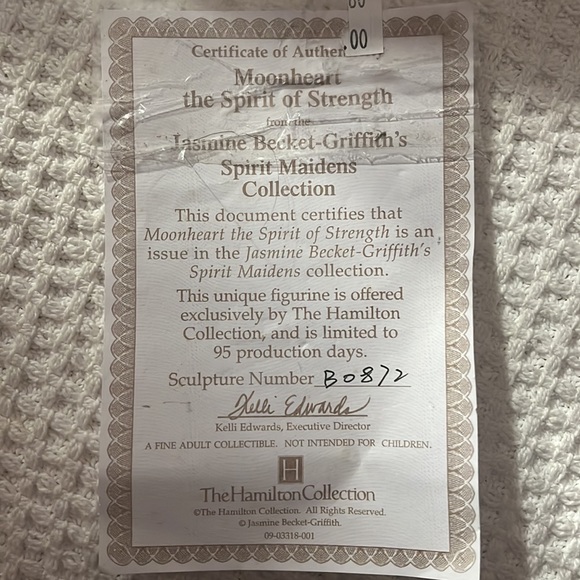 80
.00
Certificate of Authen y
Moonheart
the Spirit of Strength
from the
Jasmine Becket-Griffith's
Spirit Maidens
Collection
This document certifies that
Moonheart the Spirit of Strength is an
issue in the Jasmine Becket-Griffith's
Spirit Maidens collection.
This unique figurine is offered
exclusively by The Hamilton
Collection, and is limited to
95 production days.
Sculpture Number B0872
Kelli Edwards
Kelli Edwards, Executive Director
A FINE ADULT COLLECTIBLE. NOT INTENDED FOR CHILDREN.
H
The Hamilton Collection
©The Hamilton Collection. All Rights Reserved.
© Jasmine Becket-Griffith.
09-03318-001